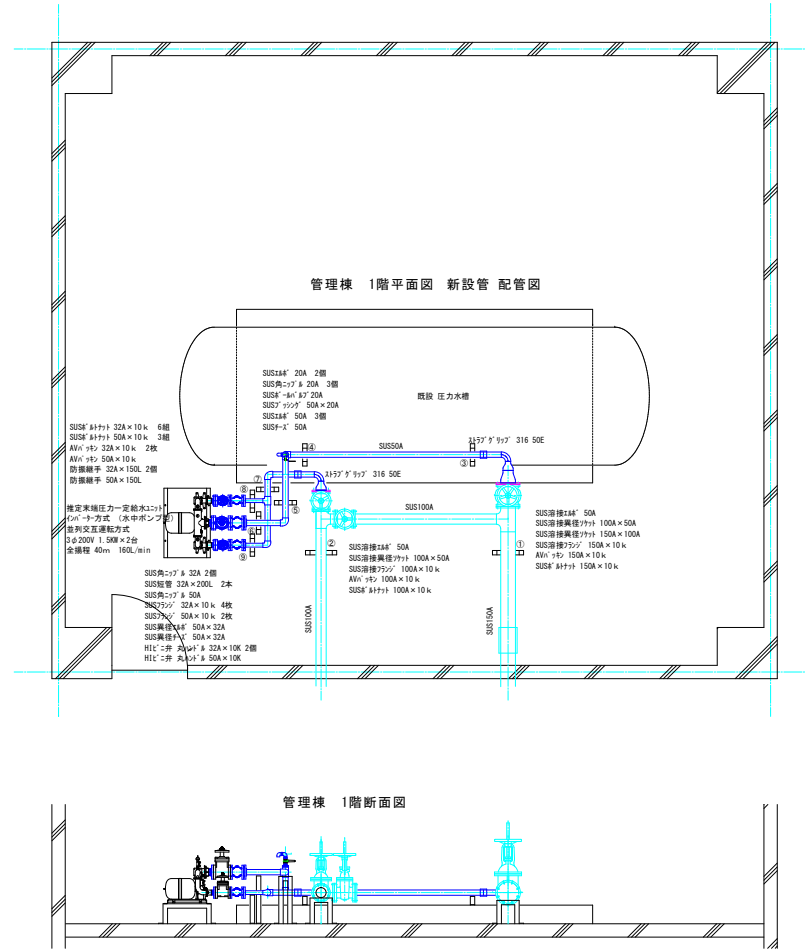 管理棟 1階平面図 新設管 配管図
SUSｴﾙﾎﾞ 20A 2個
SUS角ﾆｯﾌﾟﾙ 20A 3個
SUSﾎﾞｰﾙﾊﾞﾙﾌﾞ20A
SUSﾌﾞｯｼﾝｸﾞ 50A×20A
SUSｴﾙﾎﾞ 50A 3個
SUSﾁｰｽﾞ 50A
既設 圧力水槽
SUSﾎﾞﾙﾄﾅｯﾄ 32A×10ｋ 6組
SUSﾎﾞﾙﾄﾅｯﾄ 50A×10ｋ 3組
AVﾊﾟｯｷﾝ 32A×10ｋ 2枚
AVﾊﾟｯｷﾝ 50A×10ｋ
防振継手 32A×150L 2個
防振継手 50A×150L
④
SUS50A
ｽﾄﾗﾌﾞｸﾞﾘｯﾌﾟ 316 50E
③
⑦
ｽﾄﾗﾌﾞｸﾞﾘｯﾌﾟ 316 50E
⑧
⑥
⑤
⑨
推定末端圧力一定給水ユニット
ｲﾝﾊﾞｰﾀｰ方式 （水中ポンプ型）
並列交互運転方式
3φ200V 1.5KW×2台
全揚程 40ｍ 160L/min
SUS100A
②
SUS溶接ｴﾙﾎﾞ 50A
SUS溶接異径ｿｹｯﾄ 100A×50A
SUS溶接ﾌﾗﾝｼﾞ 100A×10ｋ
AVﾊﾟｯｷﾝ 100A×10ｋ
SUSﾎﾞﾙﾄﾅｯﾄ 100A×10ｋ
①
SUS溶接ｴﾙﾎﾞ 50A
SUS溶接異径ｿｹｯﾄ 100A×50A
SUS溶接異径ｿｹｯﾄ 150A×100A
SUS溶接ﾌﾗﾝｼﾞ 150A×10ｋ
AVﾊﾟｯｷﾝ 150A×10ｋ
SUSﾎﾞﾙﾄﾅｯﾄ 150A×10ｋ
SUS角ﾆｯﾌﾟﾙ 32A 2個
SUS短管 32A×200L 2本
SUS角ﾆｯﾌﾟﾙ 50A
SUSﾌﾗﾝｼﾞ 32A×10ｋ 4枚
SUSﾌﾗﾝｼﾞ 50A×10ｋ 2枚
SUS異径ｴﾙﾎﾞ 50A×32A
SUS異径ﾁｰｽﾞ 50A×32A
HIﾋﾞﾆ弁 丸ﾊﾝﾄﾞﾙ 32A×10K 2個
HIﾋﾞﾆ弁 丸ﾊﾝﾄﾞﾙ 50A×10K
SUS100A
SUS150A
管理棟 1階断面図